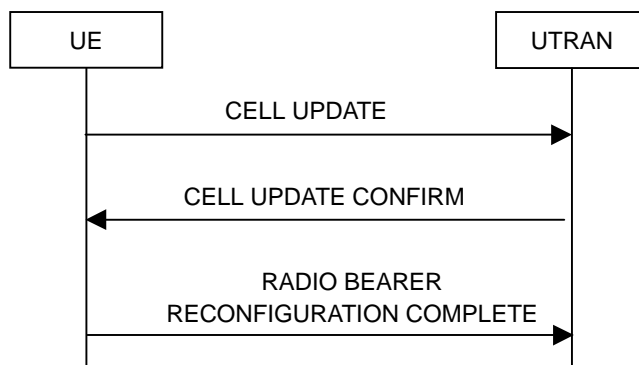 UE
UTRAN
CELL UPDATE
CELL UPDATE CONFIRM
RADIO BEARER
RECONFIGURATION COMPLETE